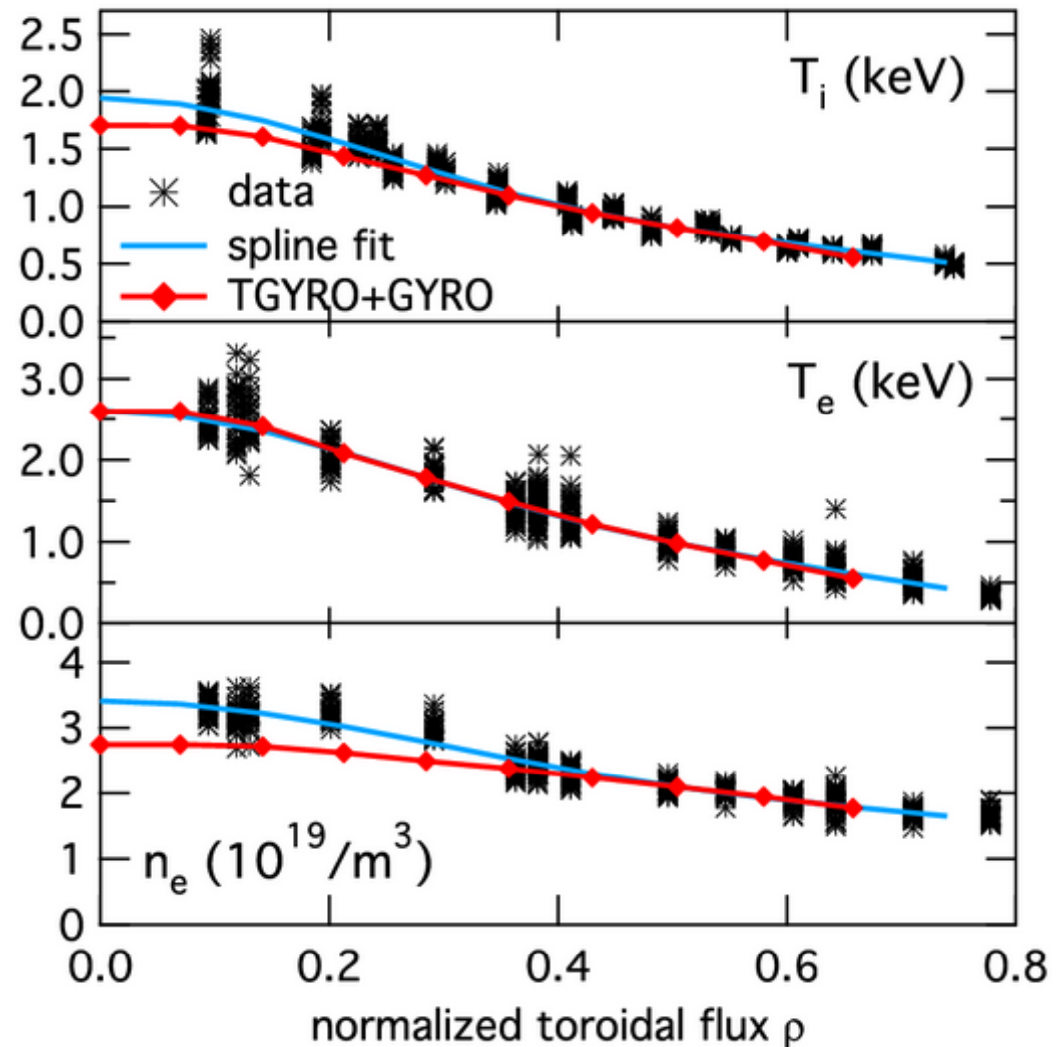 2.5
2.0
1.5
1.0
0.5
0.0
T_i (keV)
data
spline fit
TGYRO+GYRO
3.0
2.0
1.0
0.0
T_e (keV)
4
3
2
1
0
n_e (10^19/m^3)
0.0 0.2 0.4 0.6 0.8
normalized toroidal flux ρ